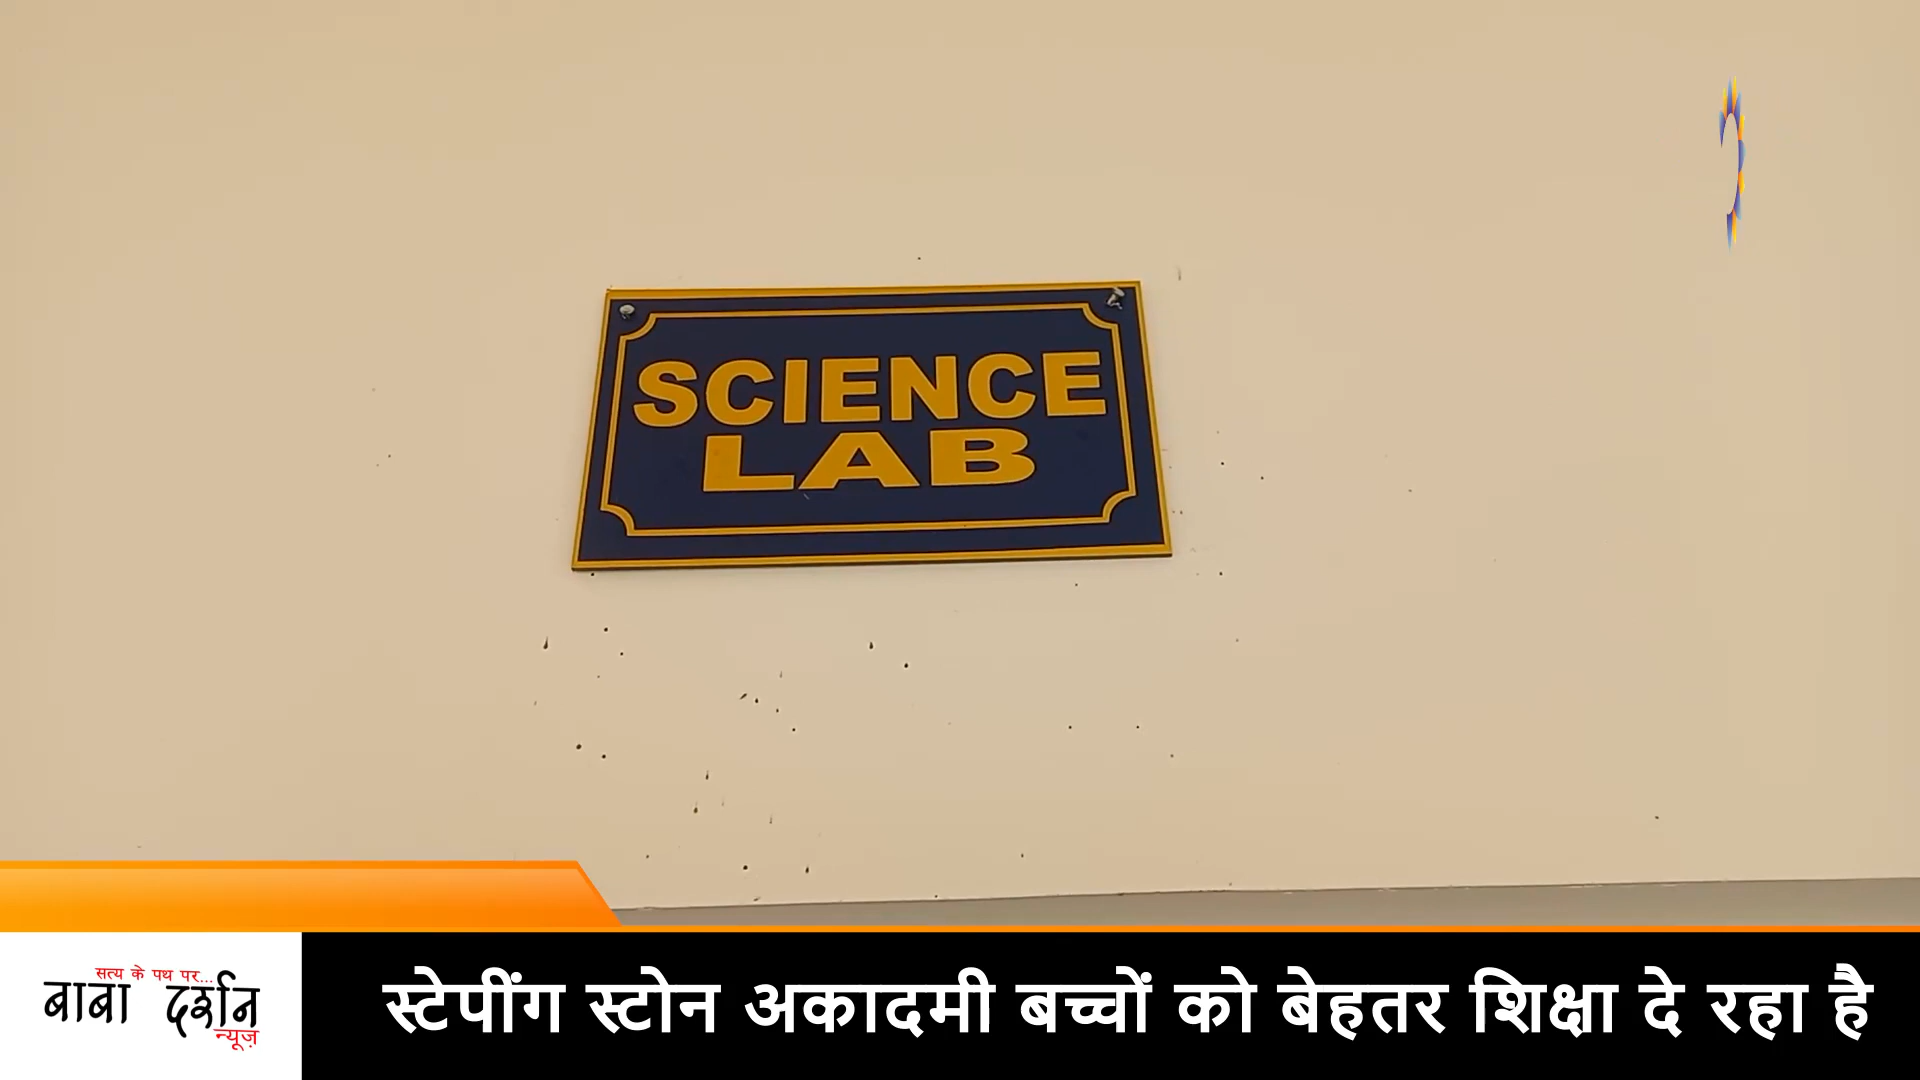 SCIENCE
LAB
सत्य के पथ पर...
बाबा दर्शन
न्यूज़
स्टेपींग स्टोन अकादमी बच्चों को बेहतर शिक्षा दे रहा है